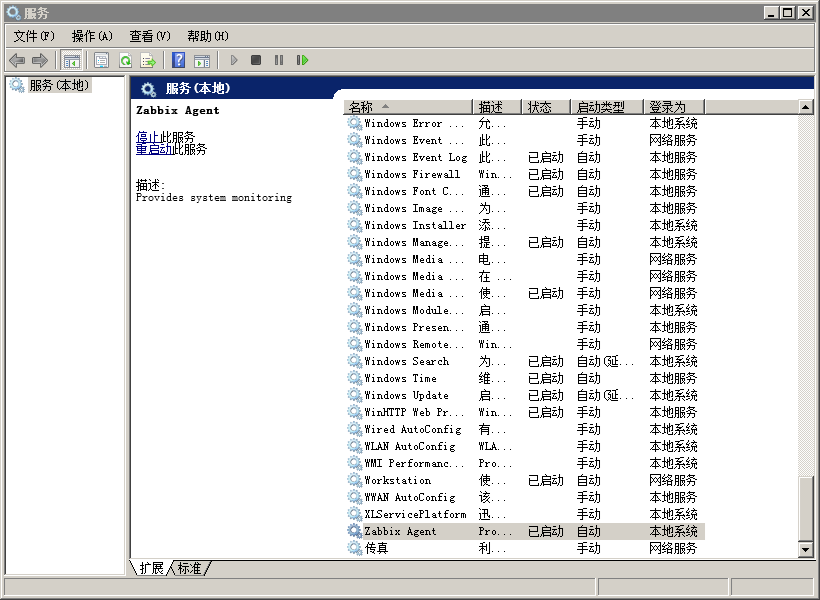 服务
文件(F) 操作(A) 查看(V) 帮助(H)
服务(本地)
服务(本地)
Zabbix Agent
停止此服务
重启动此服务
描述:
Provides system monitoring
名称 描述 状态 启动类型 登录为
Windows Error ... 允... 手动 本地系统
Windows Event ... 此... 手动 网络服务
Windows Event Log 此... 已启动 自动 本地服务
Windows Firewall Win... 已启动 自动 本地服务
Windows Font C... 通... 已启动 自动 本地服务
Windows Image ... 为... 手动 本地服务
Windows Installer 添... 手动 本地系统
Windows Manage... 提... 已启动 自动 本地系统
Windows Media ... 电... 手动 网络服务
Windows Media ... 在 ... 手动 网络服务
Windows Media ... 使... 已启动 手动 网络服务
Windows Module... 启... 手动 本地系统
Windows Presen... 通... 手动 本地服务
Windows Remote... Win... 手动 网络服务
Windows Search 为... 已启动 自动(延... 本地系统
Windows Time 维... 已启动 自动 本地服务
Windows Update 启... 已启动 自动(延... 本地系统
WinHTTP Web Pr... Win... 已启动 手动 本地服务
Wired AutoConfig 有... 手动 本地系统
WLAN AutoConfig WLA... 手动 本地系统
WMI Performanc... Pro... 手动 本地系统
Workstation 使... 已启动 自动 网络服务
WWAN AutoConfig 该... 手动 本地服务
XLServicePlatform 迅... 手动 本地系统
Zabbix Agent Pro... 已启动 自动 本地系统
传真 利... 手动 网络服务
扩展 标准